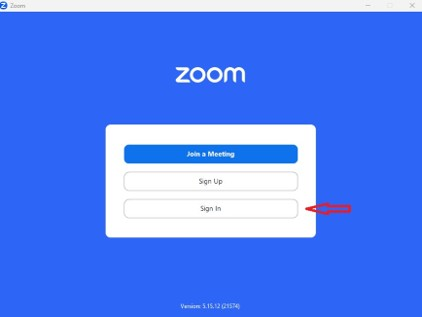 Zoom
zoom
Join a Meeting
Sign Up
Sign In
Version: 5.15.12 (21574)